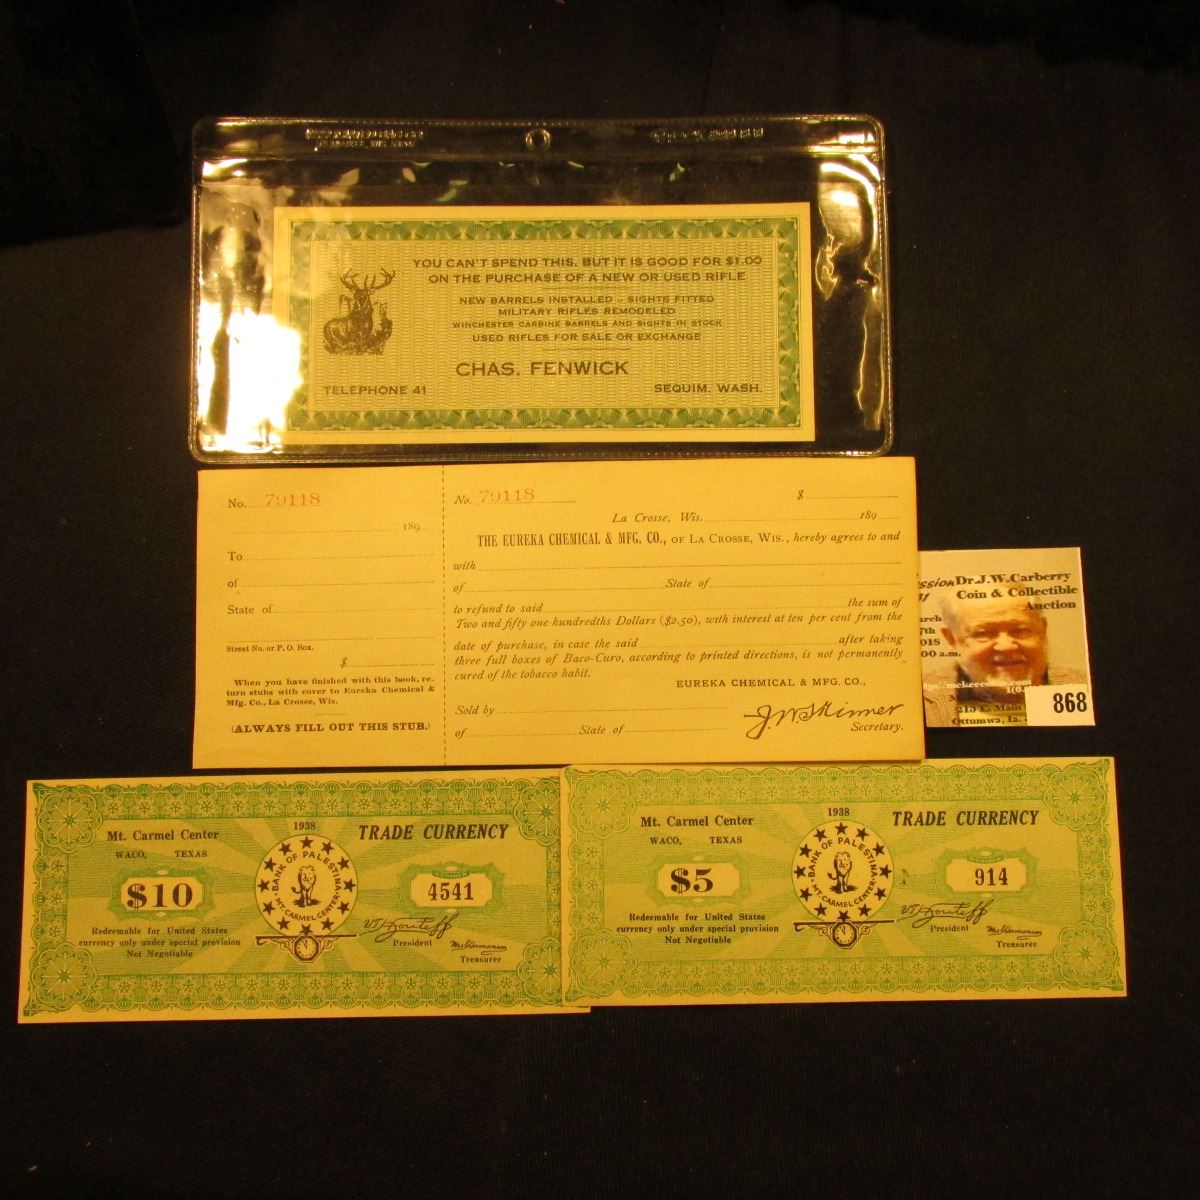 YOU CAN'T SPEND THIS, BUT IT IS GOOD FOR $1.00
ON THE PURCHASE OF A NEW OR USED RIFLE
NEW BARRELS INSTALLED - SIGHTS FITTED
MILITARY RIFLES REMODELED
WINCHESTER CARBINE BARRELS AND SIGHTS IN STOCK
USED RIFLES FOR SALE OR EXCHANGE
CHAS. FENWICK
TELEPHONE 41 SEQUIM, WASH.
No. 79118
189
To
of
State of
Street No. or P. O. Box.
$
When you have finished with this book, re-
turn stubs with cover to Eureka Chemical &
Mfg. Co., La Crosse, Wis.
(ALWAYS FILL OUT THIS STUB.)
No. 79118 $
La Crosse, Wis. 189
THE EUREKA CHEMICAL & MFG. CO., OF LA CROSSE, WIS., hereby agrees to and
with
of State of
to refund to said the sum of
Two and fifty one hundredths Dollars ($2.50), with interest at ten per cent from the
date of purchase, in case the said after taking
three full boxes of Baco-Curo, according to printed directions, is not permanently
cured of the tobacco habit.
EUREKA CHEMICAL & MFG. CO.,
Sold by J W Skinner
of State of Secretary.
Dr.J.W.Carberry
Coin & Collectible
Auction
00 a.m.
213 E. Main
Ottumwa, Ia.
868
Mt. Carmel Center
WACO, TEXAS
$10
Redeemable for United States
currency only under special provision
Not Negotiable
1938
BANK OF PALESTINA
MT. CARMEL CENTER
TRADE CURRENCY
NUMBER
4541
V T Houteff
President
Treasurer
Mt. Carmel Center
WACO, TEXAS
$5
Redeemable for United States
currency only under special provision
Not Negotiable
1938
BANK OF PALESTINA
MT. CARMEL CENTER
TRADE CURRENCY
NUMBER
914
V T Houteff
President
Treasurer